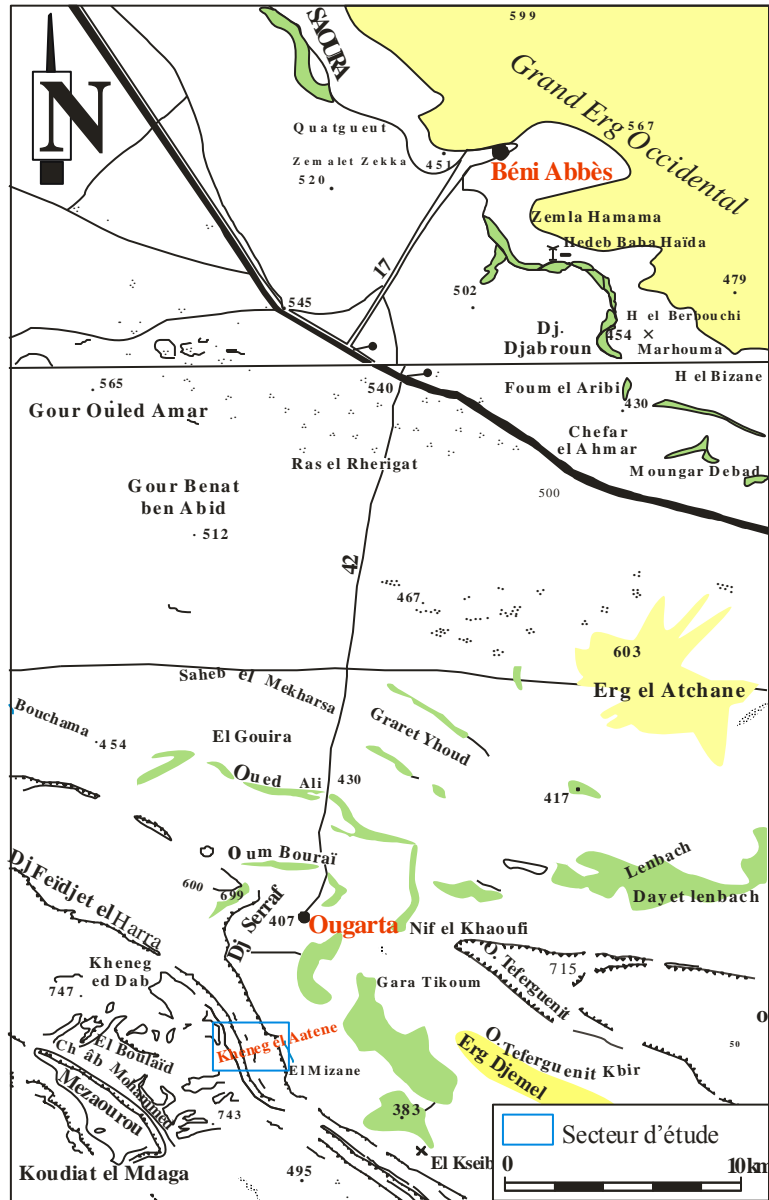 599
SAOURA
N
Grand Erg Occidental
567
Quatgueut
Zemalet Zekka
451
520
Béni Abbès
Zemla Hamama
Hedeb Baba Haïda
17
479
502
545
H el Berbouchi
Dj.
Djabroun
454
Marhouma
H el Bizane
565
540
Foum el Aribi
430
Gour Ouled Amar
Chefar
el Ahmar
Ras el Rherigat
Moungar Debad
Gour Benat
ben Abid
500
512
42
467
603
Saheb el Mekharsa
Erg el Atchane
Bouchama
Graret Yhoud
454
El Gouira
Oued Ali
430
417
Oum Bouraï
Lenbach
Dayet lenbach
Dj Feïdjet el Harra
600
699
Dj Serraf
407
Ougarta
Nif el Khaoufi
O. Teferguenit
715
Kheneg
ed Dab
Gara Tikoum
747
o
Kheneg el Aatene
50
El Boulaïd
Ch âb Mohammed
Mezaourou
El Mizane
O.Teferguenit Kbir
Erg Djemel
743
383
Secteur d'étude
Koudiat el Mdaga
495
El Kseib
0
10km